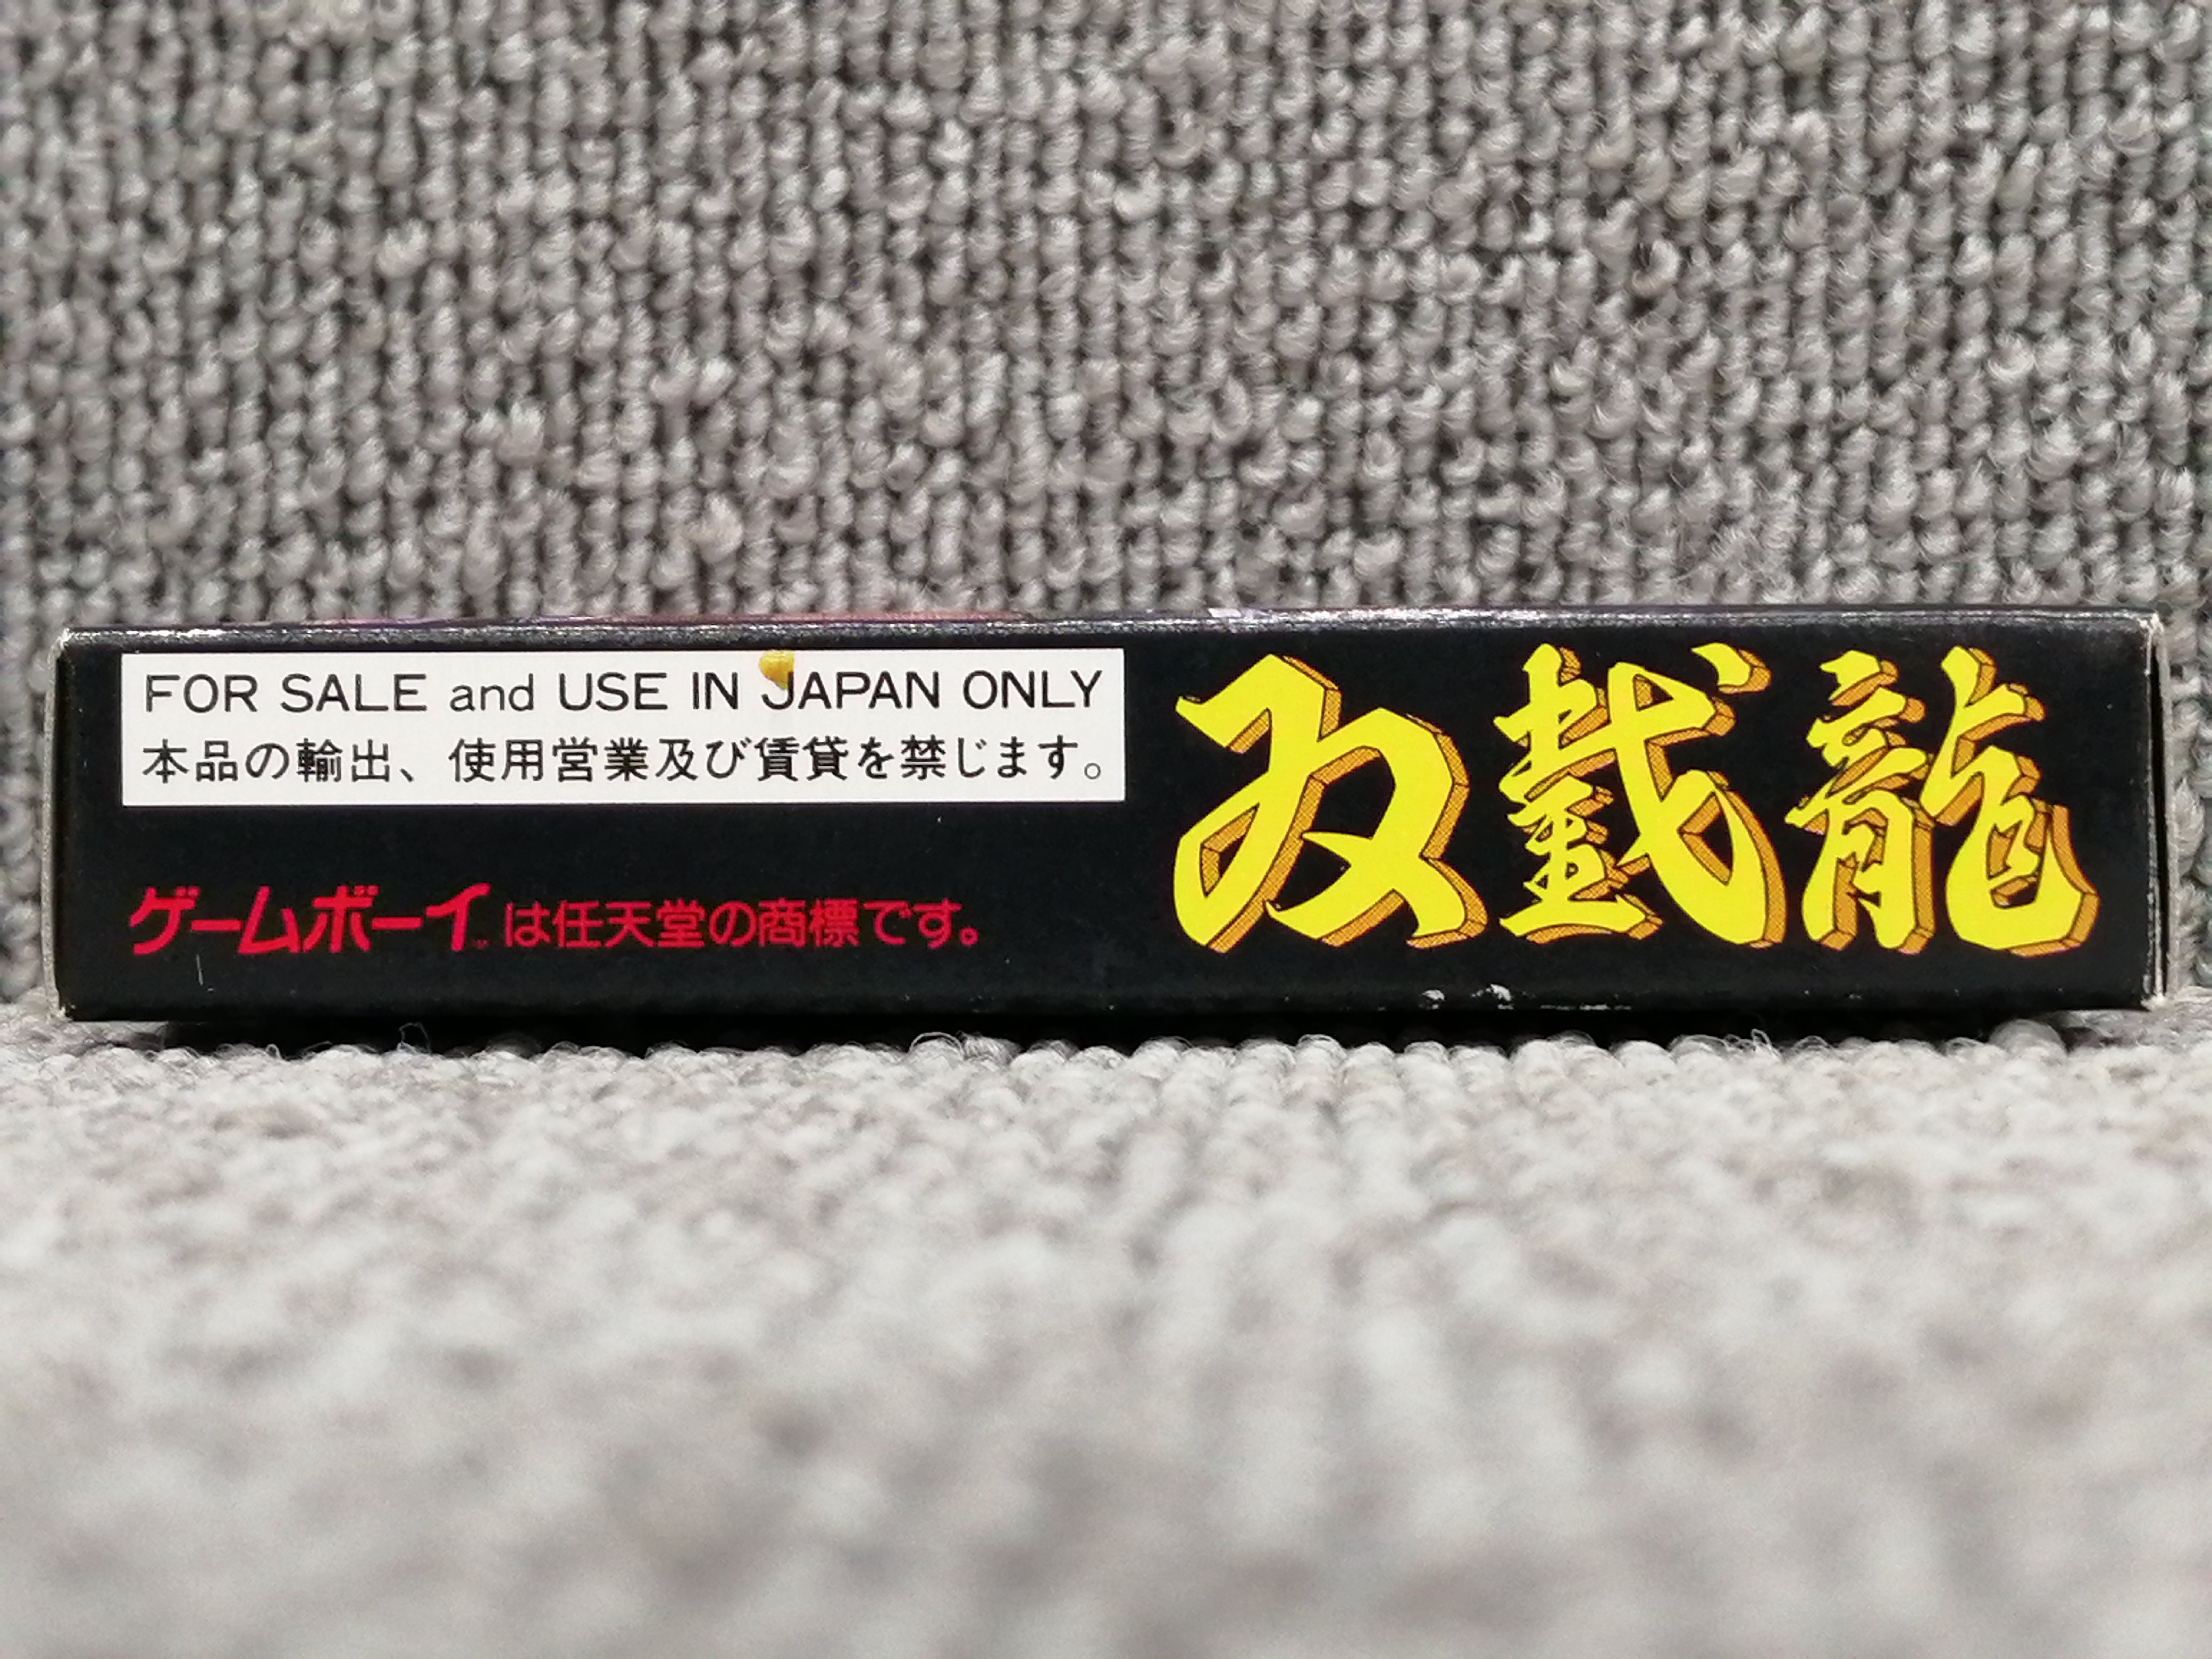 FOR SALE and USE IN JAPAN ONLY
本品の輸出、使用営業及び賃貸を禁じます。
双截龍
ゲームボーイは任天堂の商標です。